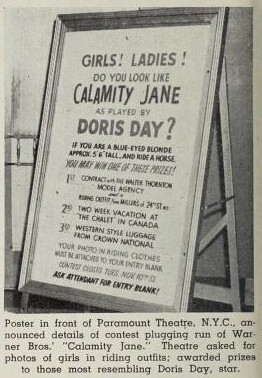 GIRLS! LADIES!
DO YOU LOOK LIKE
CALAMITY JANE
AS PLAYED BY
DORIS DAY?
IF YOU ARE A BLUE-EYED BLONDE
APPROX. 5'6" TALL...AND RIDE A HORSE.
YOU MAY WIN ONE OF THESE PRIZES!
1ST CONTRACT with THE WALTER THORNTON
MODEL AGENCY
RIDING OUTFIT from MILLERS of 24TH ST. NYC
2ND TWO WEEK VACATION AT
"THE CHALET" IN CANADA
3RD WESTERN STYLE LUGGAGE
FROM CROWN NATIONAL
YOUR PHOTO IN RIDING CLOTHES
MUST BE ATTACHED TO YOUR ENTRY BLANK
CONTEST CLOSES TUES. NOV. 10TH
ASK ATTENDANT FOR ENTRY BLANK!
Poster in front of Paramount Theatre, N.Y.C., an-
nounced details of contest plugging run of War-
ner Bros.' "Calamity Jane." Theatre asked for
photos of girls in riding outfits; awarded prizes
to those most resembling Doris Day, star.